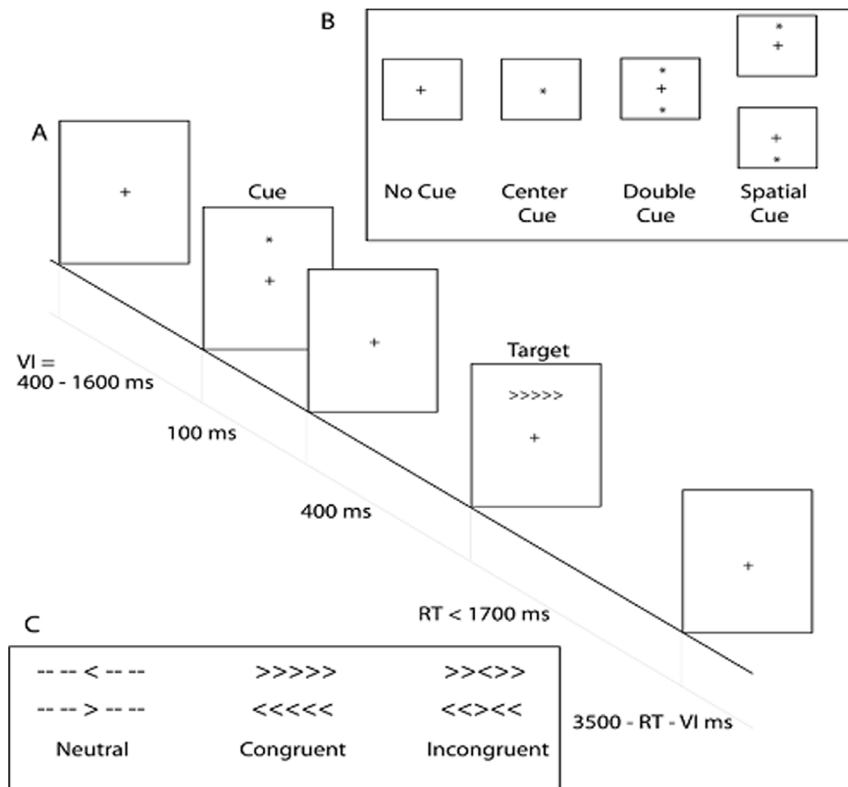 B
+
*
*
+
*
*
+
+
*
No Cue
Center
Cue
Double
Cue
Spatial
Cue
A
+
Cue
*
+
+
Target
>>>>>
+
+
VI =
400 - 1600 ms
100 ms
400 ms
RT < 1700 ms
3500 - RT - VI ms
C
-- -- < -- -- >>>>> >><>>
-- -- > -- -- <<<<< <<><<
Neutral Congruent Incongruent